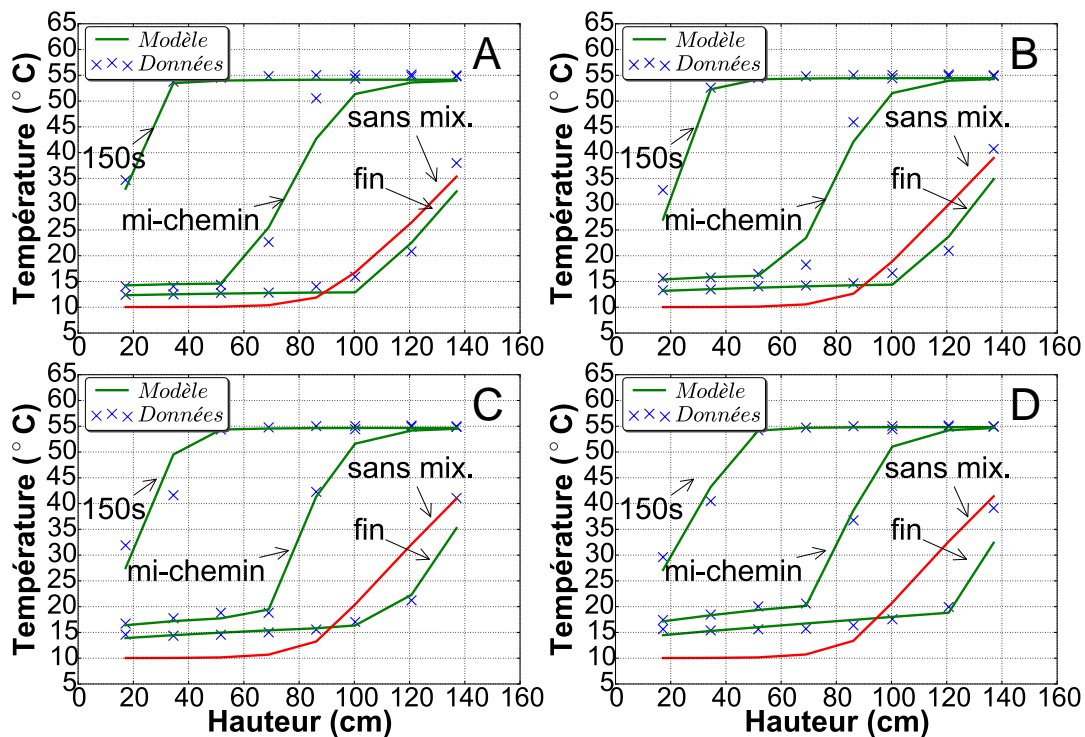 65
60
55
50
45
40
35
30
25
20
15
10
5
Température (° C)
Modèle
Données
A
sans mix.
150s
fin
mi-chemin
0 20 40 60 80 100 120 140 160
65
60
55
50
45
40
35
30
25
20
15
10
5
Température (° C)
Modèle
Données
B
sans mix.
150s
fin
mi-chemin
0 20 40 60 80 100 120 140 160
65
60
55
50
45
40
35
30
25
20
15
10
5
Température (° C)
Modèle
Données
C
sans mix.
150s
fin
mi-chemin
0 20 40 60 80 100 120 140 160
Hauteur (cm)
65
60
55
50
45
40
35
30
25
20
15
10
5
Température (° C)
Modèle
Données
D
sans mix.
150s
fin
mi-chemin
0 20 40 60 80 100 120 140 160
Hauteur (cm)